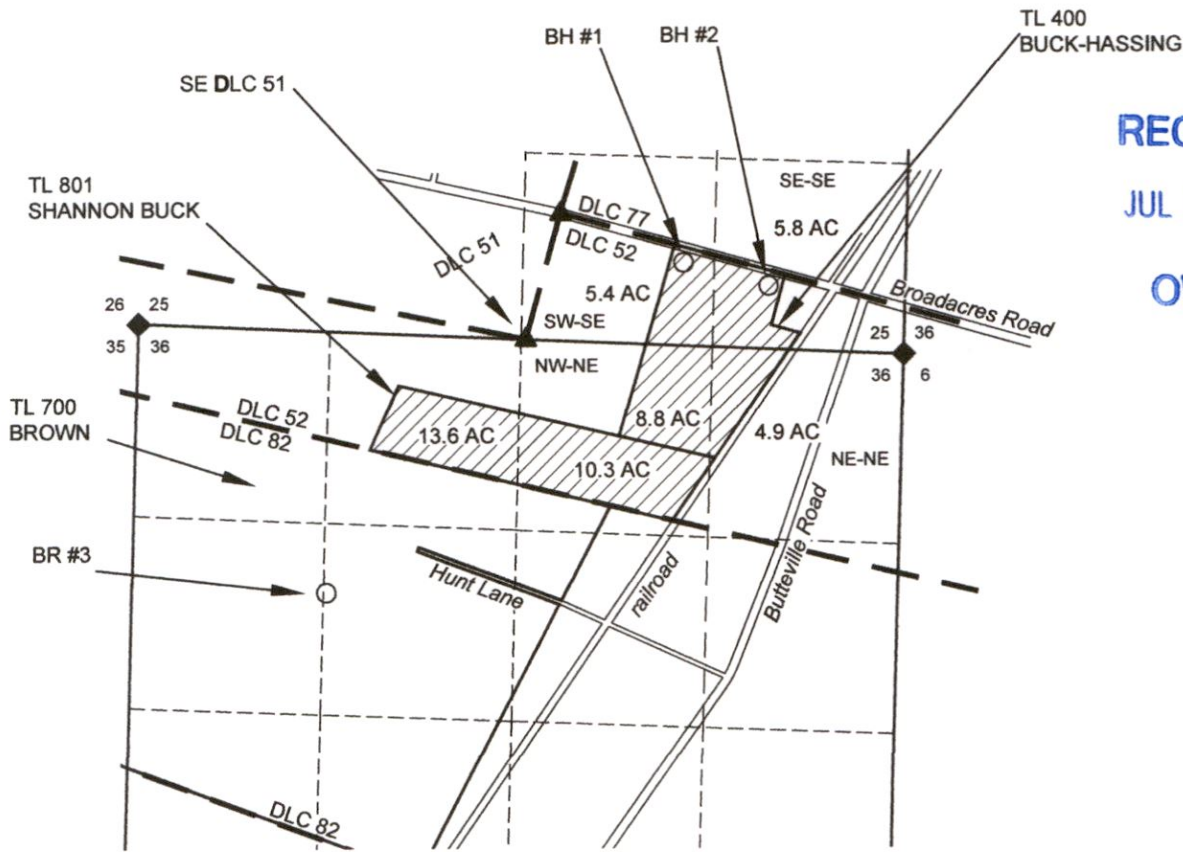 TL 400
BUCK-HASSING
BH #1
BH #2
SE DLC 51
REC
JUL
TL 801
SHANNON BUCK
SE-SE
DLC 77
5.8 AC
DLC 52
DLC 51
5.4 AC
Broadacres Road
26 25
35 36
SW-SE
NW-NE
25 36
36 6
TL 700
BROWN
DLC 52
DLC 82
13.6 AC
8.8 AC
4.9 AC
10.3 AC
NE-NE
BR #3
Hunt Lane
railroad
Butteville Road
DLC 82